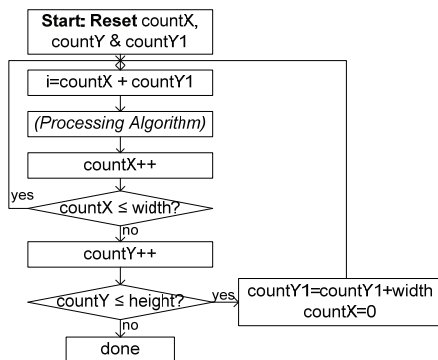 Start: Reset countX,
countY & countY1
i=countX + countY1
(Processing Algorithm)
countX++
yes
countX ≤ width?
no
countY++
countY ≤ height?
yes
countY1=countY1+width
countX=0
no
done